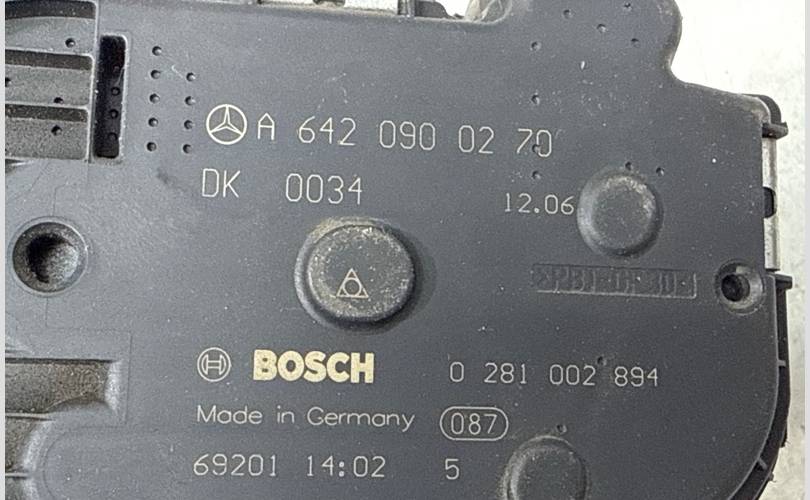 A 642 090 02 70
DK 0034
12.06
BOSCH 0 281 002 894
Made in Germany 087
69201 14:02 5